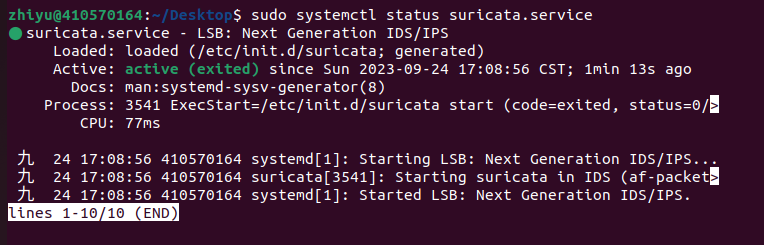 zhiyu@410570164:~/Desktop$ sudo systemctl status suricata.service
● suricata.service - LSB: Next Generation IDS/IPS
Loaded: loaded (/etc/init.d/suricata; generated)
Active: active (exited) since Sun 2023-09-24 17:08:56 CST; 1min 13s ago
Docs: man:systemd-sysv-generator(8)
Process: 3541 ExecStart=/etc/init.d/suricata start (code=exited, status=0/>
CPU: 77ms
九 24 17:08:56 410570164 systemd[1]: Starting LSB: Next Generation IDS/IPS...
九 24 17:08:56 410570164 suricata[3541]: Starting suricata in IDS (af-packet>
九 24 17:08:56 410570164 systemd[1]: Started LSB: Next Generation IDS/IPS.
lines 1-10/10 (END)